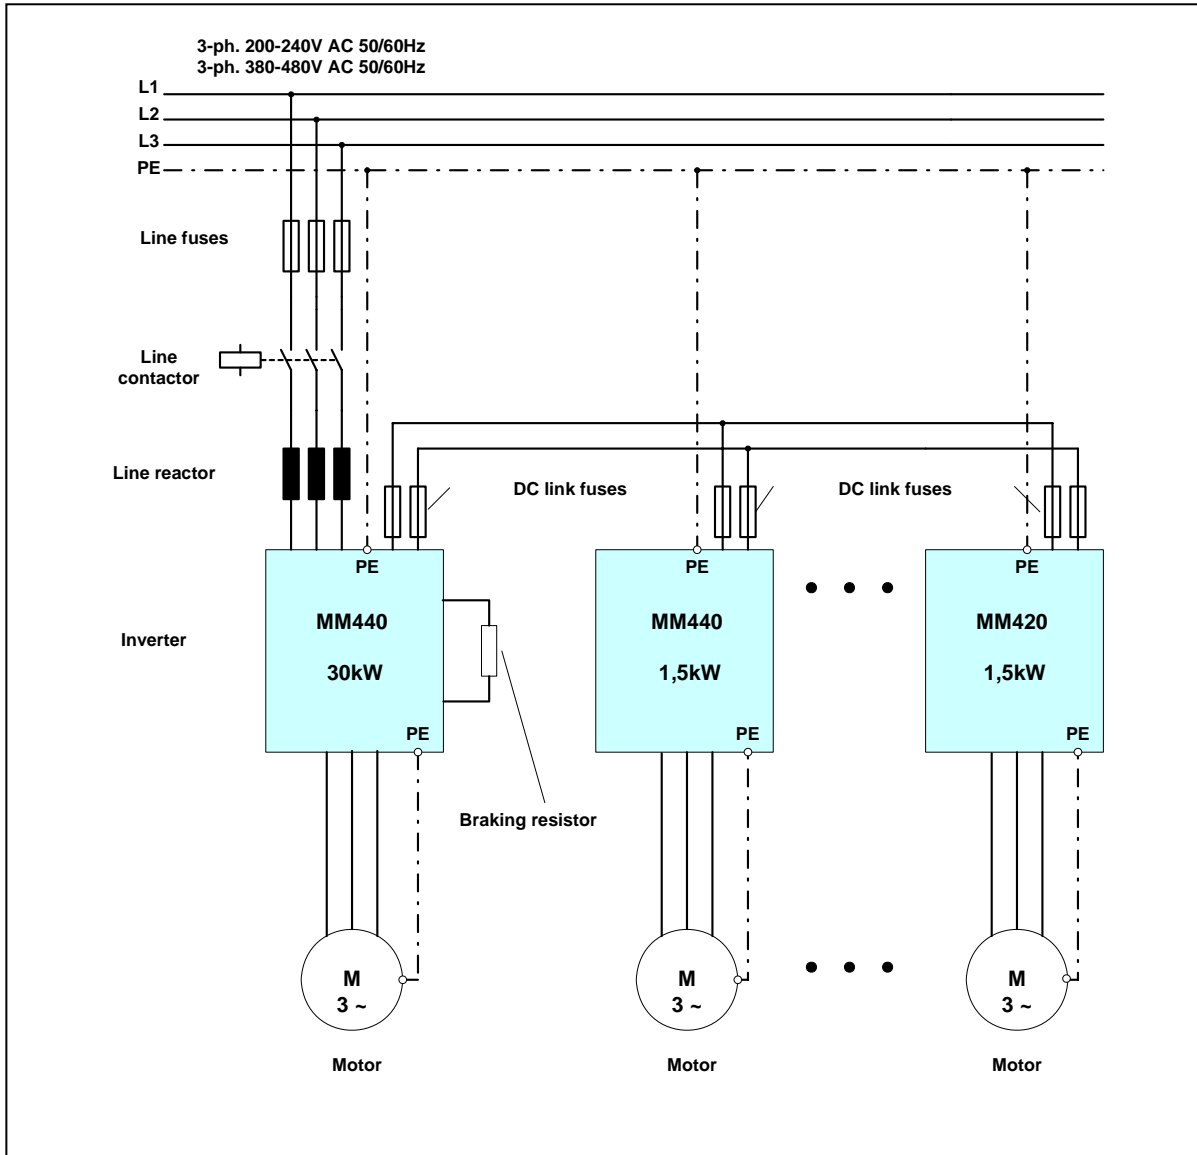 3-ph. 200-240V AC 50/60Hz
3-ph. 380-480V AC 50/60Hz
L1
L2
L3
PE
Line fuses
Line
contactor
Line reactor
DC link fuses
DC link fuses
PE
PE
PE
Inverter
MM440
30kW
MM440
1,5kW
MM420
1,5kW
PE
PE
PE
Braking resistor
M
3 ~
M
3 ~
M
3 ~
Motor
Motor
Motor